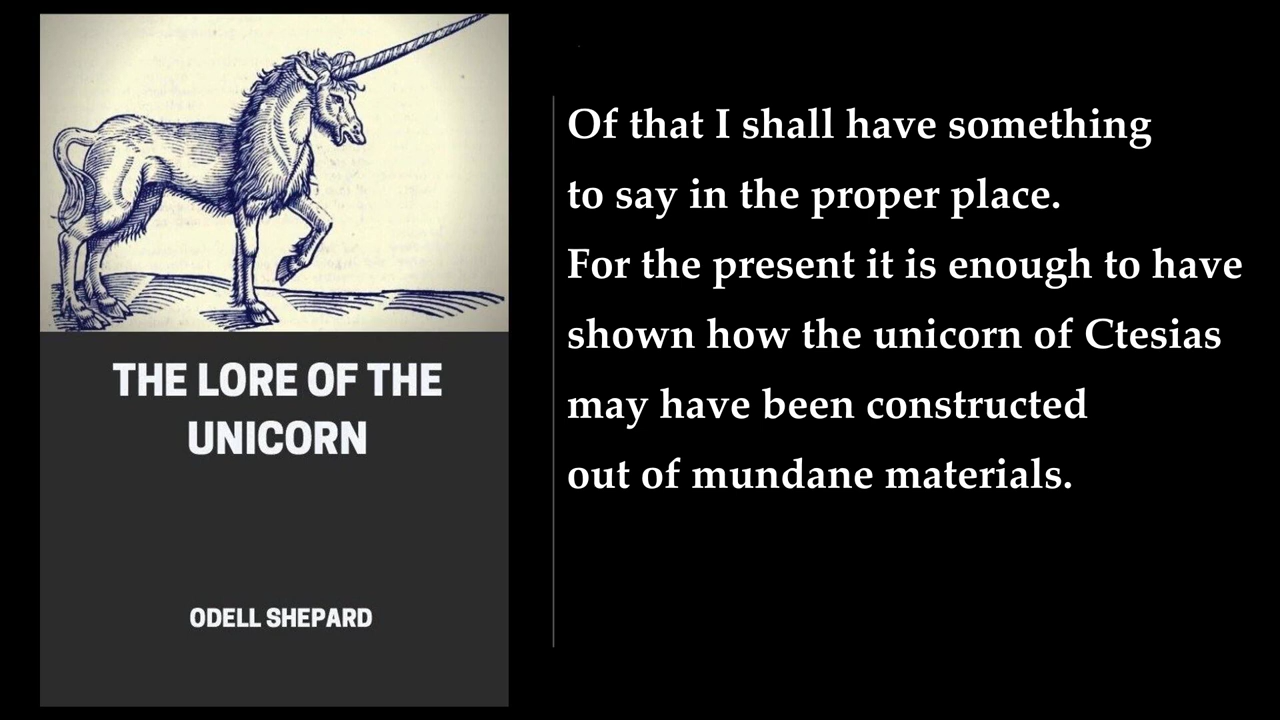 THE LORE OF THE
UNICORN
ODELL SHEPARD
Of that I shall have something
to say in the proper place.
For the present it is enough to have
shown how the unicorn of Ctesias
may have been constructed
out of mundane materials.